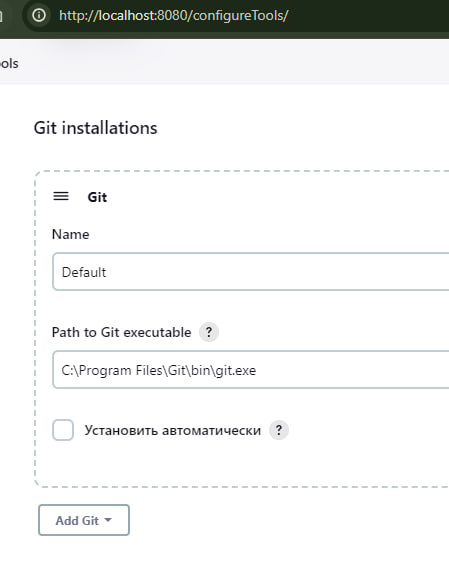 http://localhost:8080/configureTools/
ools
Git installations
Git
Name
Default
Path to Git executable ?
C:\Program Files\Git\bin\git.exe
Установить автоматически ?
Add Git